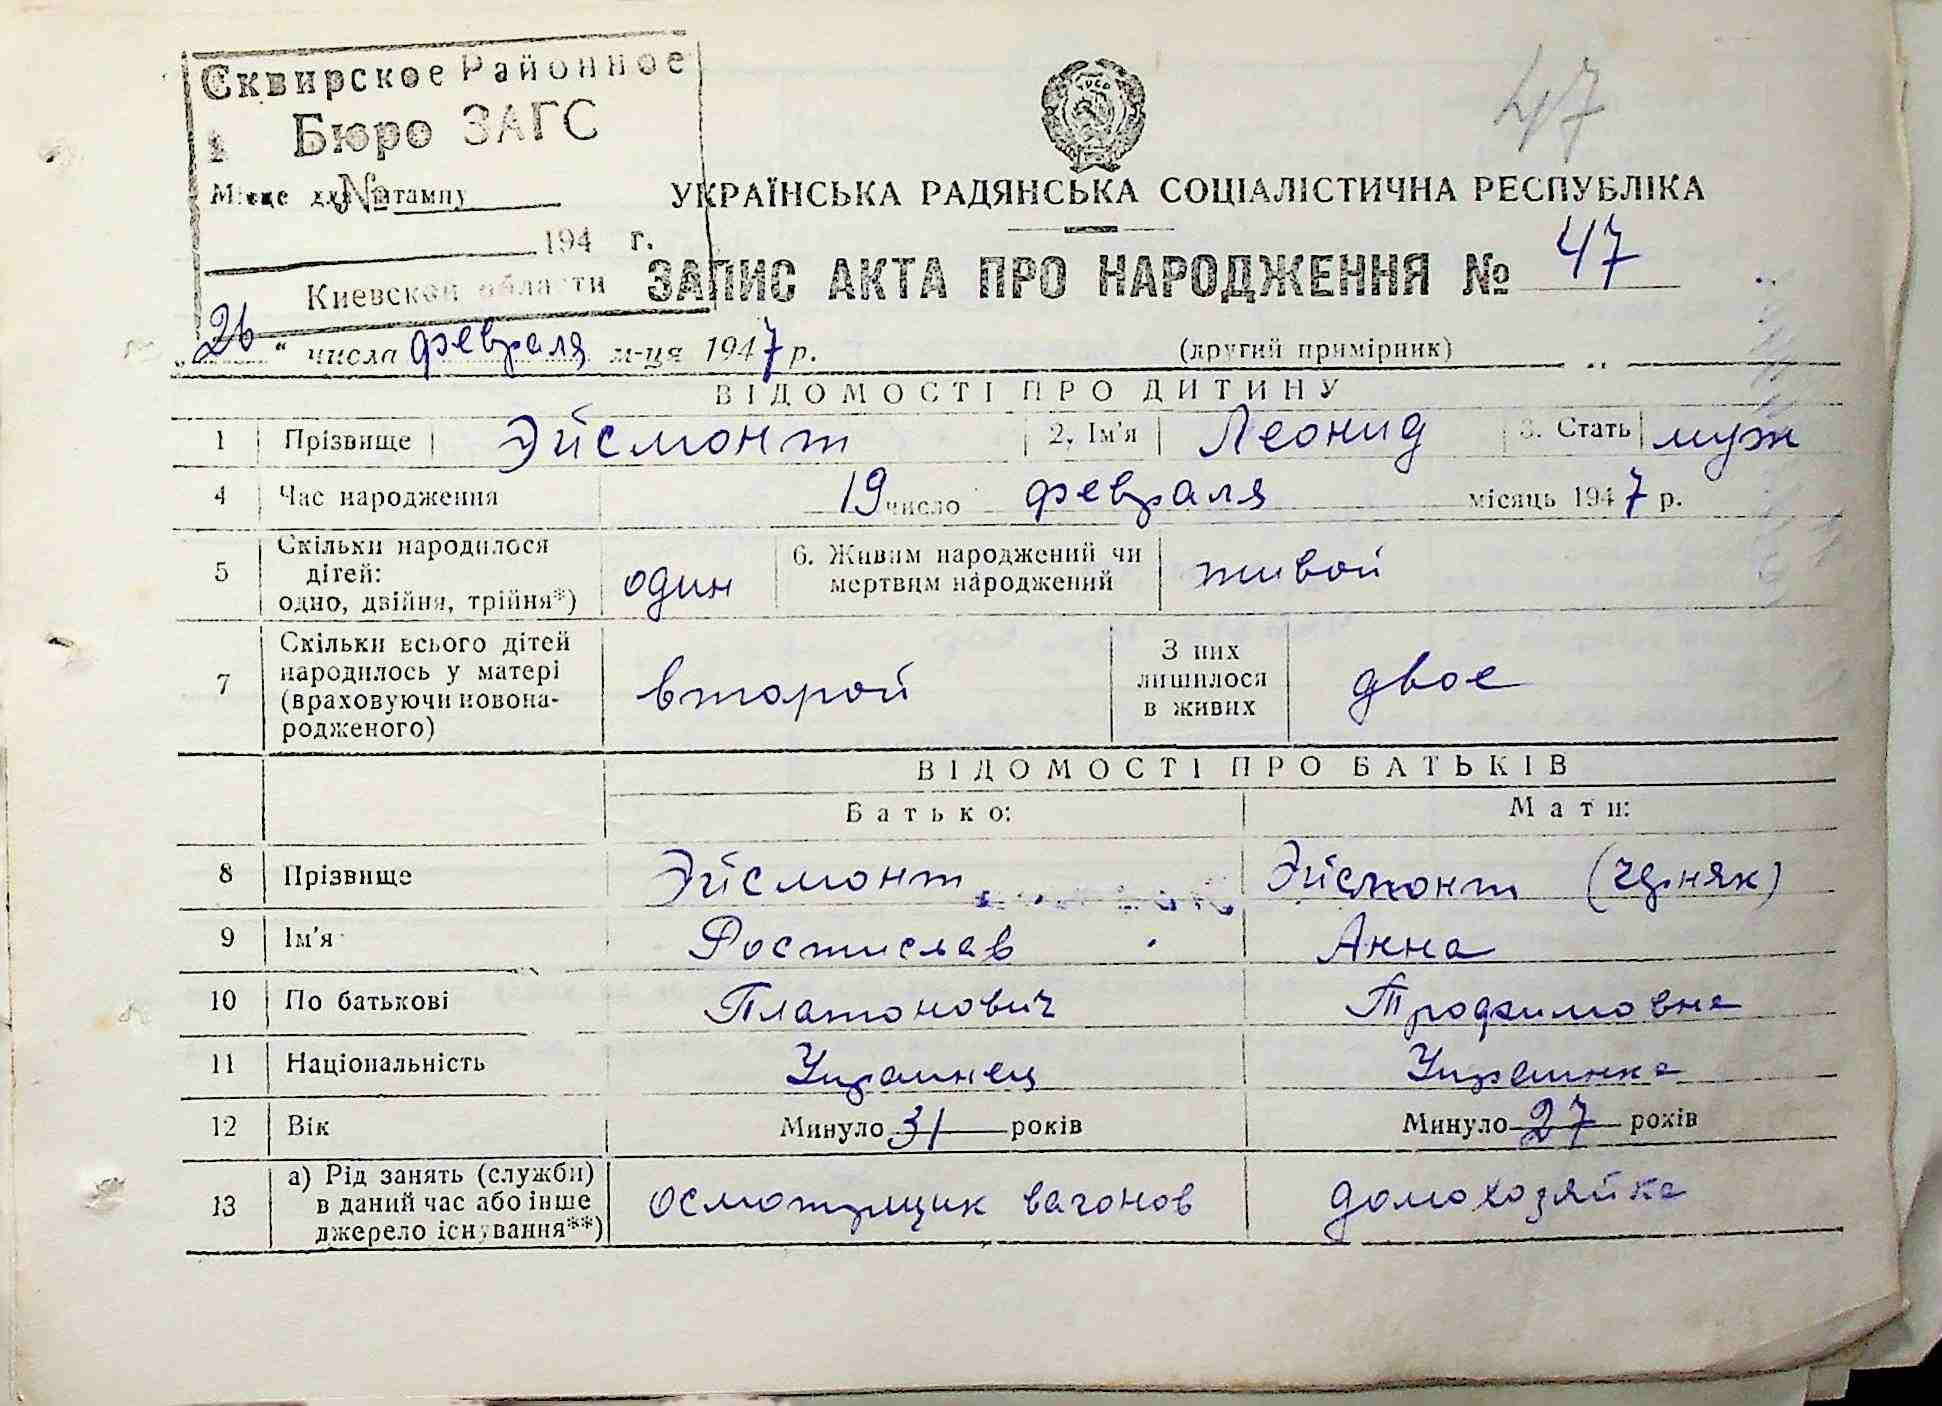 Сквирское Районное
Бюро ЗАГС
Місце для штампу
№
194 г.
Киевской области
47
УРСР
УКРАЇНСЬКА РАДЯНСЬКА СОЦІАЛІСТИЧНА РЕСПУБЛІКА
ЗАПИС АКТА ПРО НАРОДЖЕННЯ № 47
„26“ числа февраля м-ця 1947 р. (другий примірник)
ВІДОМОСТІ ПРО ДИТИНУ
1 Прізвище Эйсмонт 2. Ім'я Леонид 3. Стать муж
4 Час народження 19 число февраля місяць 1947 р.
5 Скільки народилося
дітей:
одно, двійня, трійня*) один 6. Живим народжений чи
мертвим народжений живой
7 Скільки всього дітей
народилось у матері
(враховуючи новона-
родженого) второй З них
лишилося
в живих двое
ВІДОМОСТІ ПРО БАТЬКІВ
Батько: Мати:
8 Прізвище Эйсмонт Эйсмонт (Черняк)
9 Ім'я Ростислав Анна
10 По батькові Платонович Трофимовна
11 Національність Украинец Украинка
12 Вік Минуло 31 років Минуло 27 років
13 а) Рід занять (служби)
в даний час або інше
джерело існування**) осмотрщик вагонов домохозяйка